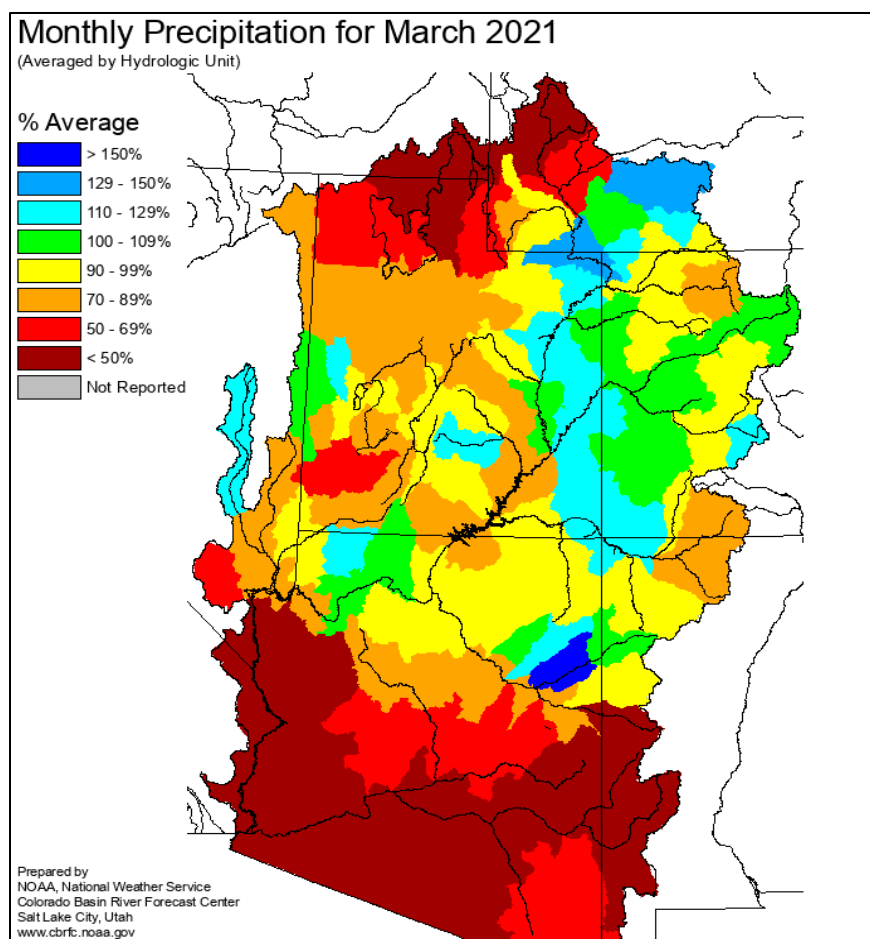 Monthly Precipitation for March 2021
(Averaged by Hydrologic Unit)
% Average
> 150%
129 - 150%
110 - 129%
100 - 109%
90 - 99%
70 - 89%
50 - 69%
< 50%
Not Reported
Prepared by
NOAA, National Weather Service
Colorado Basin River Forecast Center
Salt Lake City, Utah
www.cbrfc.noaa.gov